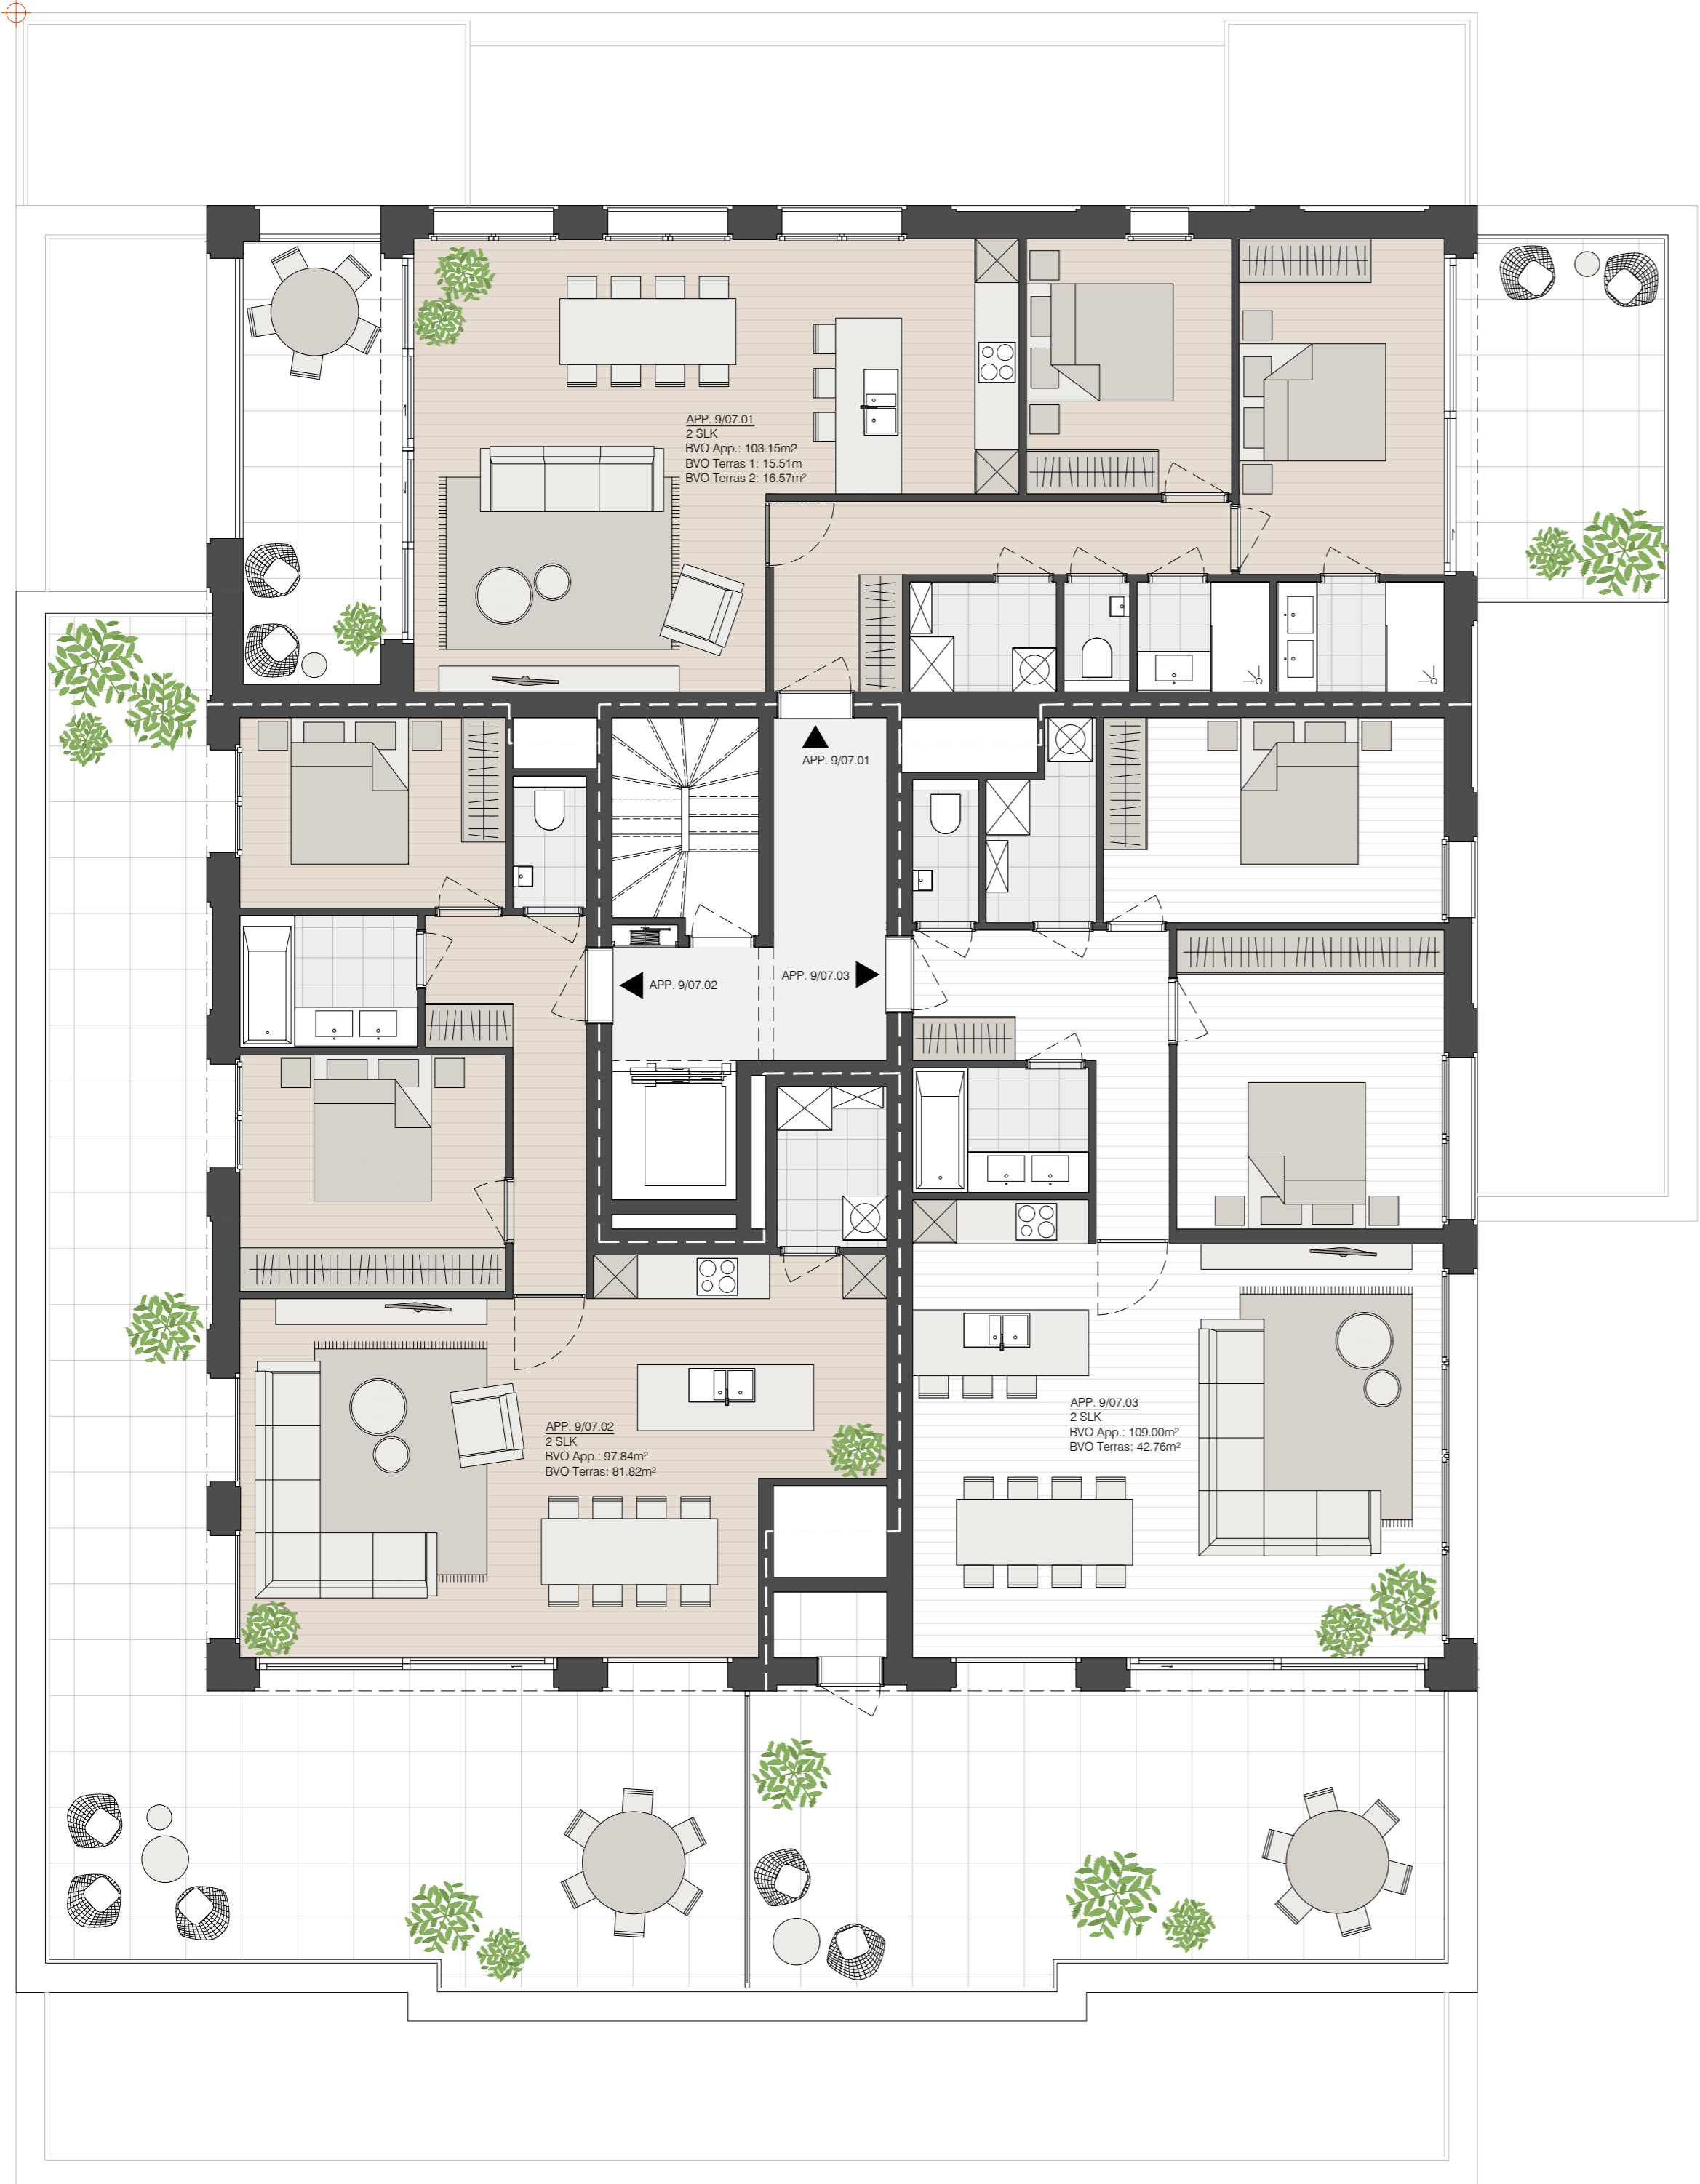 APP. 9/07.01
2 SLK
BVO App.: 103.15m2
BVO Terras 1: 15.51m
BVO Terras 2: 16.57m²
APP. 9/07.01
APP. 9/07.02
APP. 9/07.03
APP. 9/07.02
2 SLK
BVO App.: 97.84m²
BVO Terras: 81.82m²
APP. 9/07.03
2 SLK
BVO App.: 109.00m²
BVO Terras: 42.76m²